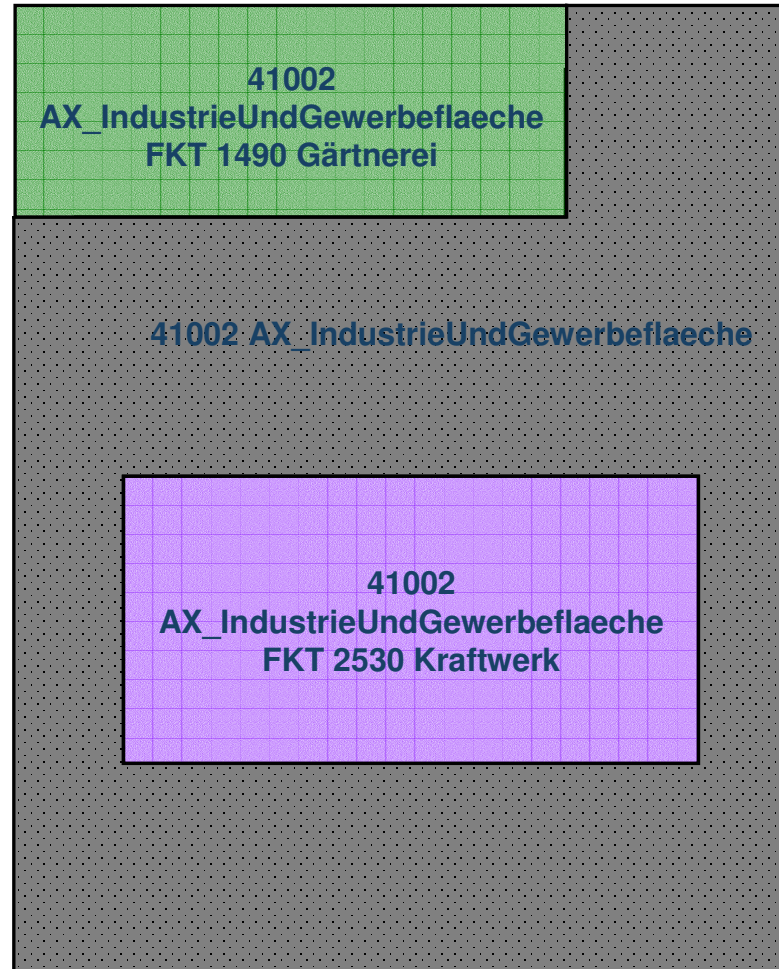 41002
AX_IndustrieUndGewerbeflaeche
FKT 1490 Gärtnerei
41002 AX_IndustrieUndGewerbeflaeche
41002
AX_IndustrieUndGewerbeflaeche
FKT 2530 Kraftwerk